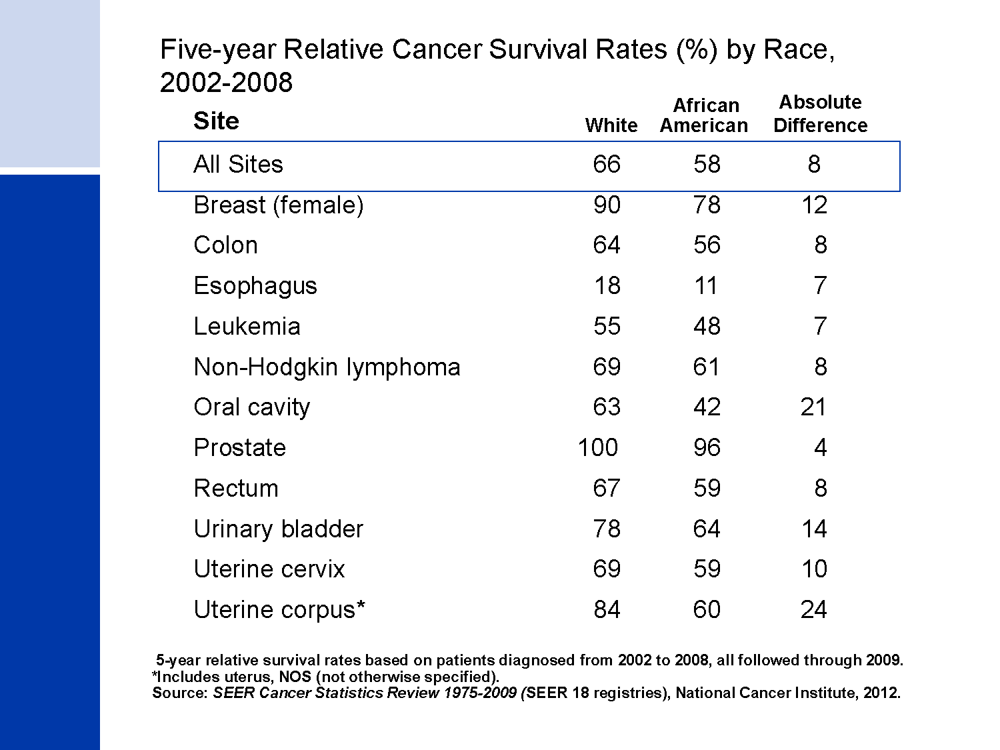 Five-year Relative Cancer Survival Rates (%) by Race,
2002-2008
Site White African American Absolute Difference
All Sites 66 58 8
Breast (female) 90 78 12
Colon 64 56 8
Esophagus 18 11 7
Leukemia 55 48 7
Non-Hodgkin lymphoma 69 61 8
Oral cavity 63 42 21
Prostate 100 96 4
Rectum 67 59 8
Urinary bladder 78 64 14
Uterine cervix 69 59 10
Uterine corpus* 84 60 24
5-year relative survival rates based on patients diagnosed from 2002 to 2008, all followed through 2009.
*Includes uterus, NOS (not otherwise specified).
Source: SEER Cancer Statistics Review 1975-2009 (SEER 18 registries), National Cancer Institute, 2012.